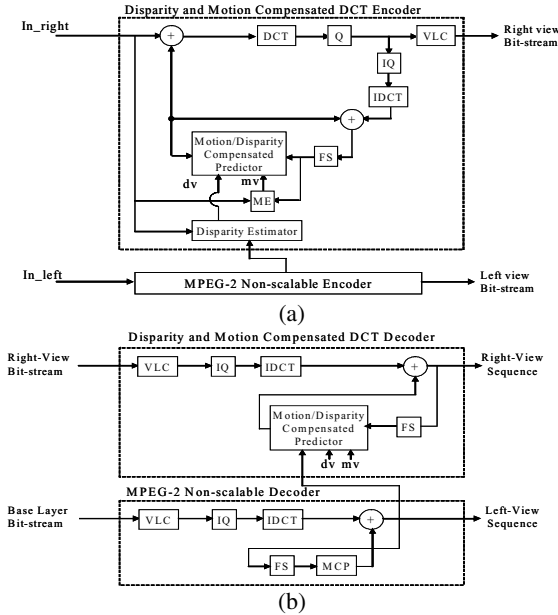 Disparity and Motion Compensated DCT Encoder
In_right
+
DCT
Q
VLC
Right view
Bit-stream
IQ
IDCT
+
Motion/Disparity
Compensated
Predictor
FS
dv
mv
ME
Disparity Estimator
In_left
MPEG-2 Non-scalable Encoder
Left view
Bit-stream
(a)
Disparity and Motion Compensated DCT Decoder
Right-View
Bit-stream
VLC
IQ
IDCT
+
Right-View
Sequence
Motion/Disparity
Compensated
Predictor
FS
dv mv
MPEG-2 Non-scalable Decoder
Base Layer
Bit-stream
VLC
IQ
IDCT
+
Left-View
Sequence
FS
MCP
(b)